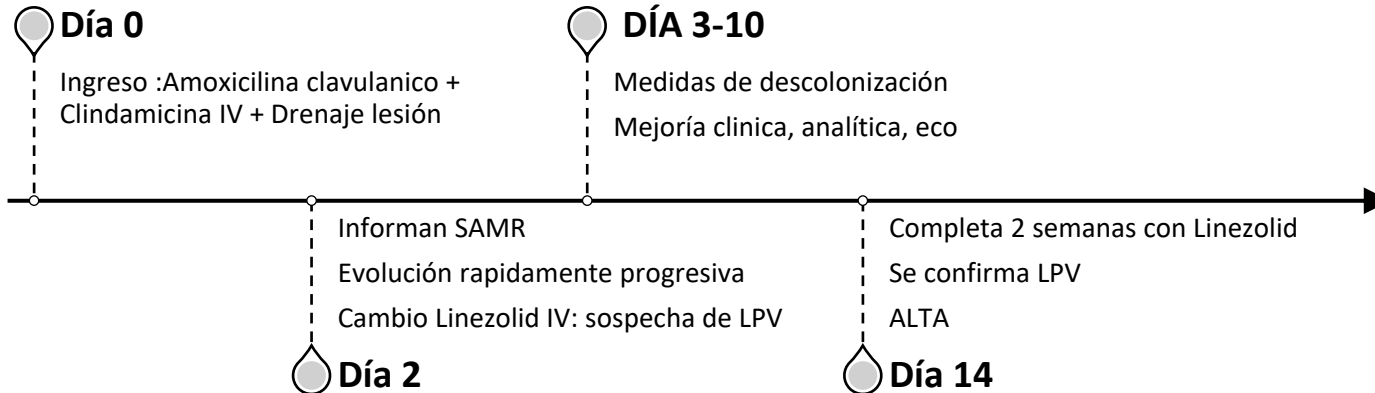 Día 0
Ingreso :Amoxicilina clavulanico +
Clindamicina IV + Drenaje lesión
DÍA 3-10
Medidas de descolonización
Mejoría clinica, analítica, eco
Informan SAMR
Evolución rapidamente progresiva
Cambio Linezolid IV: sospecha de LPV
Día 2
Completa 2 semanas con Linezolid
Se confirma LPV
ALTA
Día 14